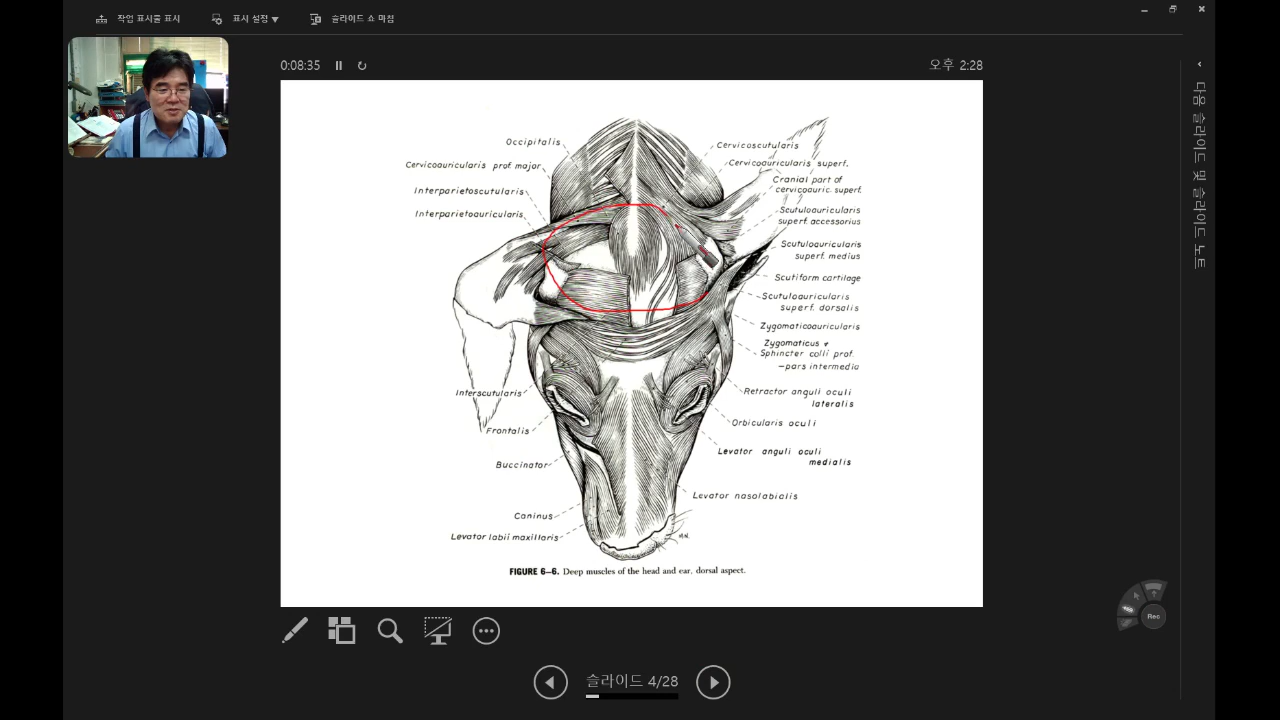 작업 표시줄 표시
표시 설정 ▼
슬라이드 쇼 마침
0:08:35
오후 2:28
다음 슬라이드 및 슬라이드 노트
Occipitalis
Cervicoauricularis prof. major
Interparietoscutularis
Interparietoauricularis
Cervicoscutularis
Cervicoauricularis superf.
Cranial part of
cervicoauric. superf.
Scutuloauricularis
superf. accessorius
Scutuloauricularis
superf. medius
Scutiform cartilage
Scutuloauricularis
superf. dorsalis
Zygomaticoauricularis
Zygomaticus +
Sphincter colli prof.
-pars intermedia
Interscutularis
Frontalis
Buccinator
Caninus
Levator labii maxillaris
Retractor anguli oculi
lateralis
Orbicularis oculi
Levator anguli oculi
medialis
Levator nasolabialis
M.N.
FIGURE 6–6. Deep muscles of the head and ear, dorsal aspect.
Rec
슬라이드 4/28